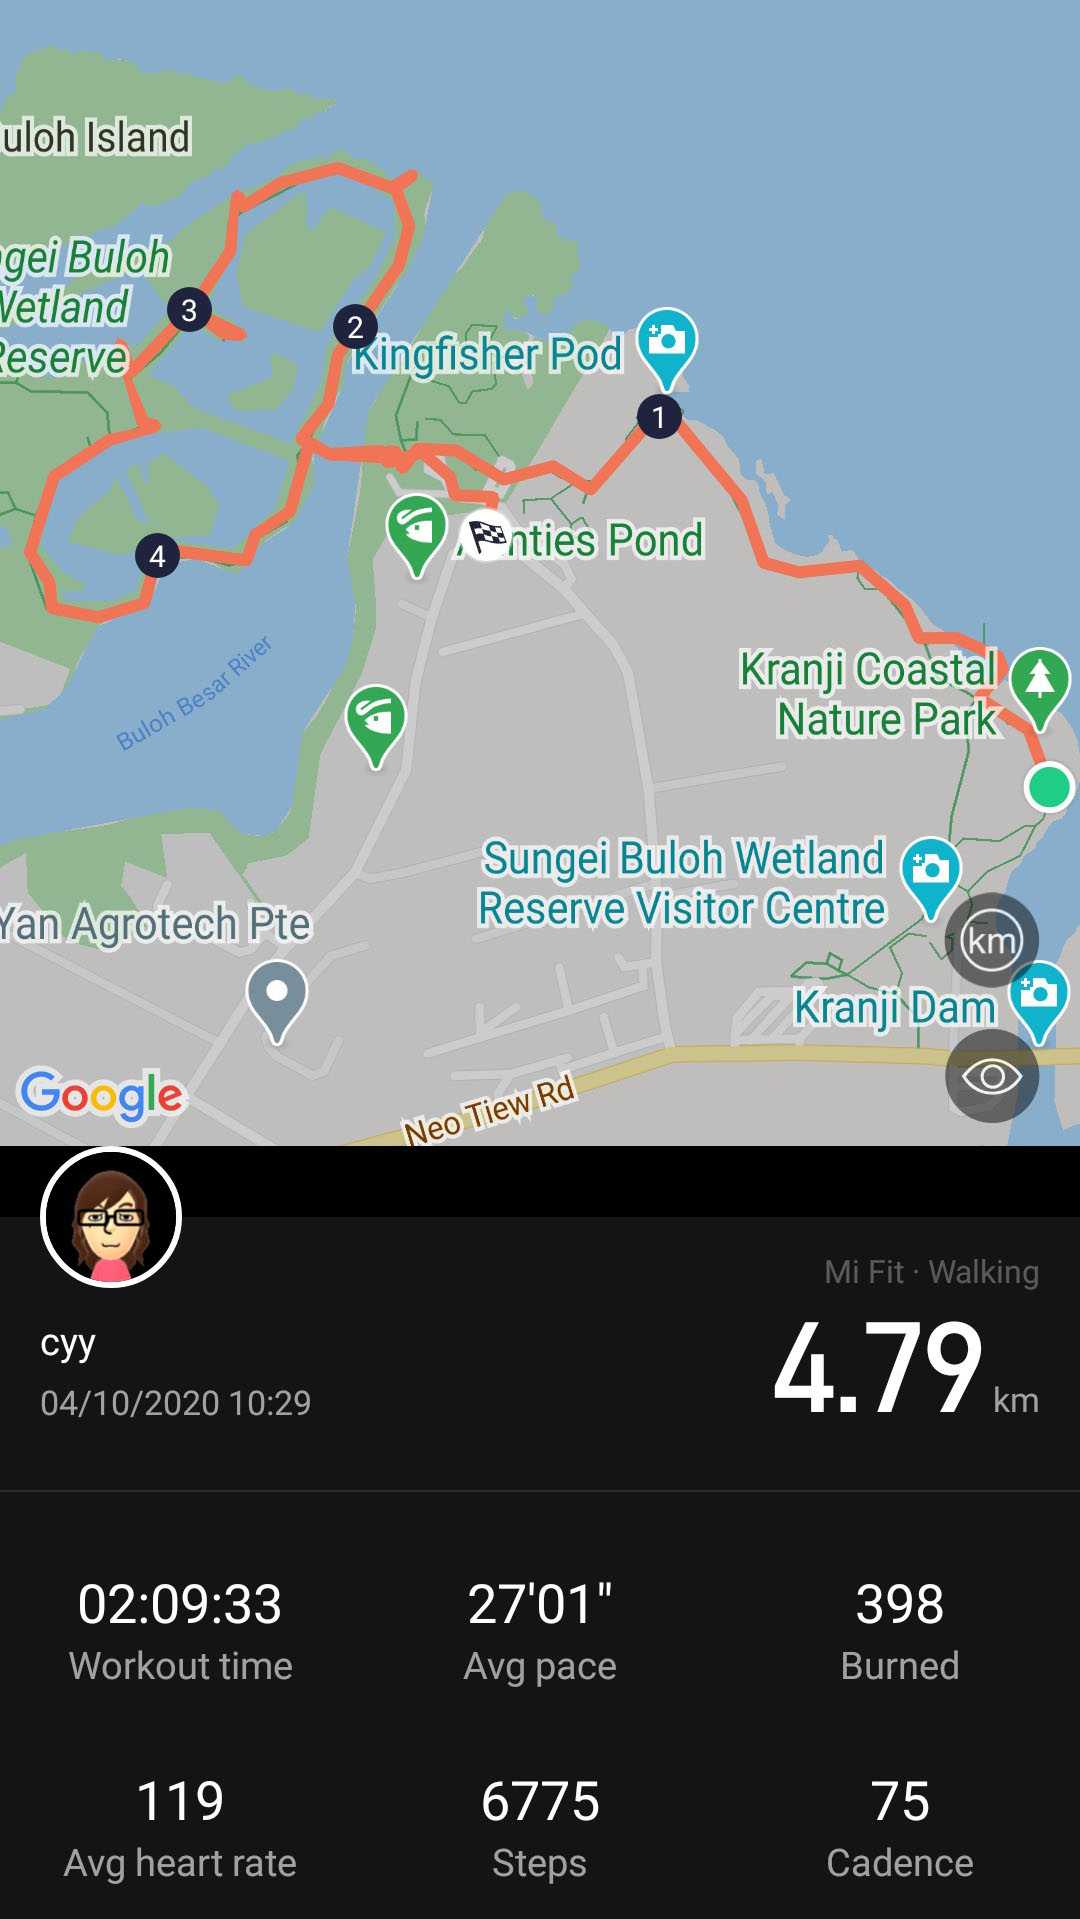 uloh Island
gei Buloh
Wetland
Reserve
3
2
Kingfisher Pod
1
nties Pond
4
Buloh Besar River
Kranji Coastal
Nature Park
Sungei Buloh Wetland
Reserve Visitor Centre
km
Yan Agrotech Pte
Kranji Dam
Google
Neo Tiew Rd
Mi Fit · Walking
cyy
4.79 km
04/10/2020 10:29
02:09:33 27'01" 398
Workout time Avg pace Burned
119 6775 75
Avg heart rate Steps Cadence